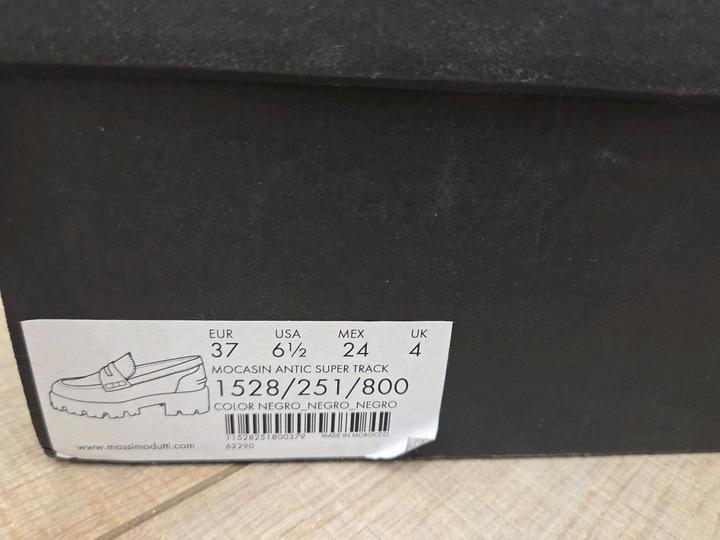 EUR USA MEX UK
37 6½ 24 4
MOCASIN ANTIC SUPER TRACK
1528/251/800
COLOR NEGRO_NEGRO_NEGRO
11528251800379 MADE IN MOROCCO
www.massimodutti.com 62290